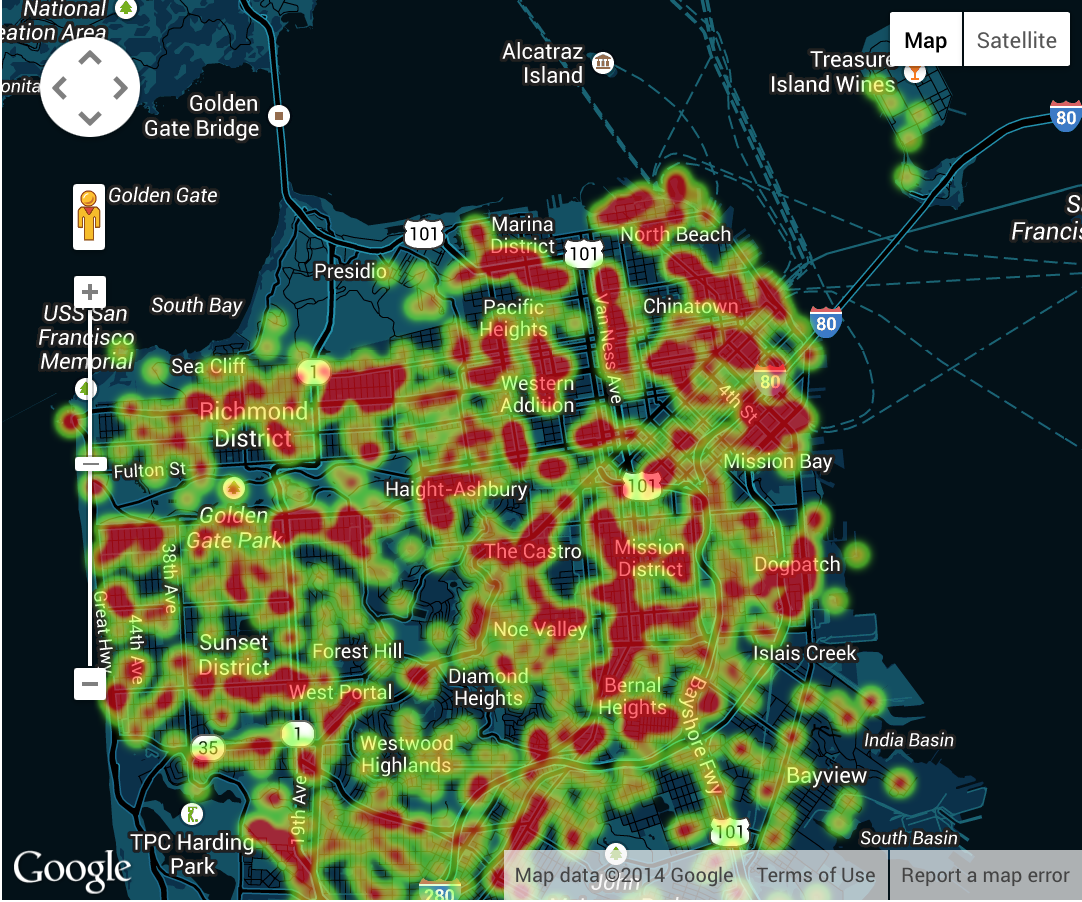 National
eation Area
Alcatraz
Island
Map
Satellite
Treasure
Island Wines
onita
Golden
Gate Bridge
80
Golden Gate
101
Marina
District
101
North Beach
Francis
Presidio
South Bay
Chinatown
USS San
Francisco
Memorial
Pacific
Heights
Van Ness Ave
80
Sea Cliff
1
80
Western
Addition
4th St
Richmond
District
Mission Bay
Fulton St
Haight-Ashbury
101
Golden
Gate Park
38th Ave
The Castro
Mission
District
Dogpatch
Great Hwy
44th Ave
Noe Valley
Sunset
District
Forest Hill
Islais Creek
West Portal
Diamond
Heights
Bernal
Heights
Bayshore Fwy
1
35
Westwood
Highlands
India Basin
Bayview
19th Ave
TPC Harding
Park
101
South Basin
Google
280
John
Map data ©2014 Google
Terms of Use
Report a map error